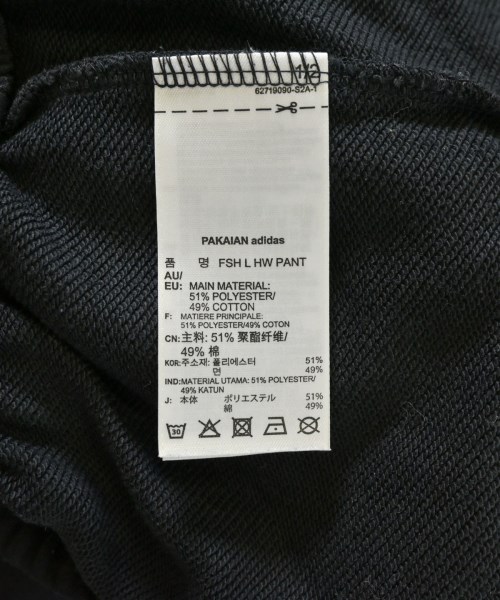 1/2
62719090-S2A-1
PAKAIAN adidas
품 명 FSH L HW PANT
AU/
EU: MAIN MATERIAL:
51% POLYESTER/
49% COTTON
F: MATIERE PRINCIPALE:
51% POLYESTER/49% COTON
CN: 主料: 51% 聚酯纤维/
49% 棉
KOR: 주소재: 폴리에스터 51%
면 49%
IND: MATERIAL UTAMA: 51% POLYESTER/
49% KATUN
J: 本体 ポリエステル 51%
綿 49%
30